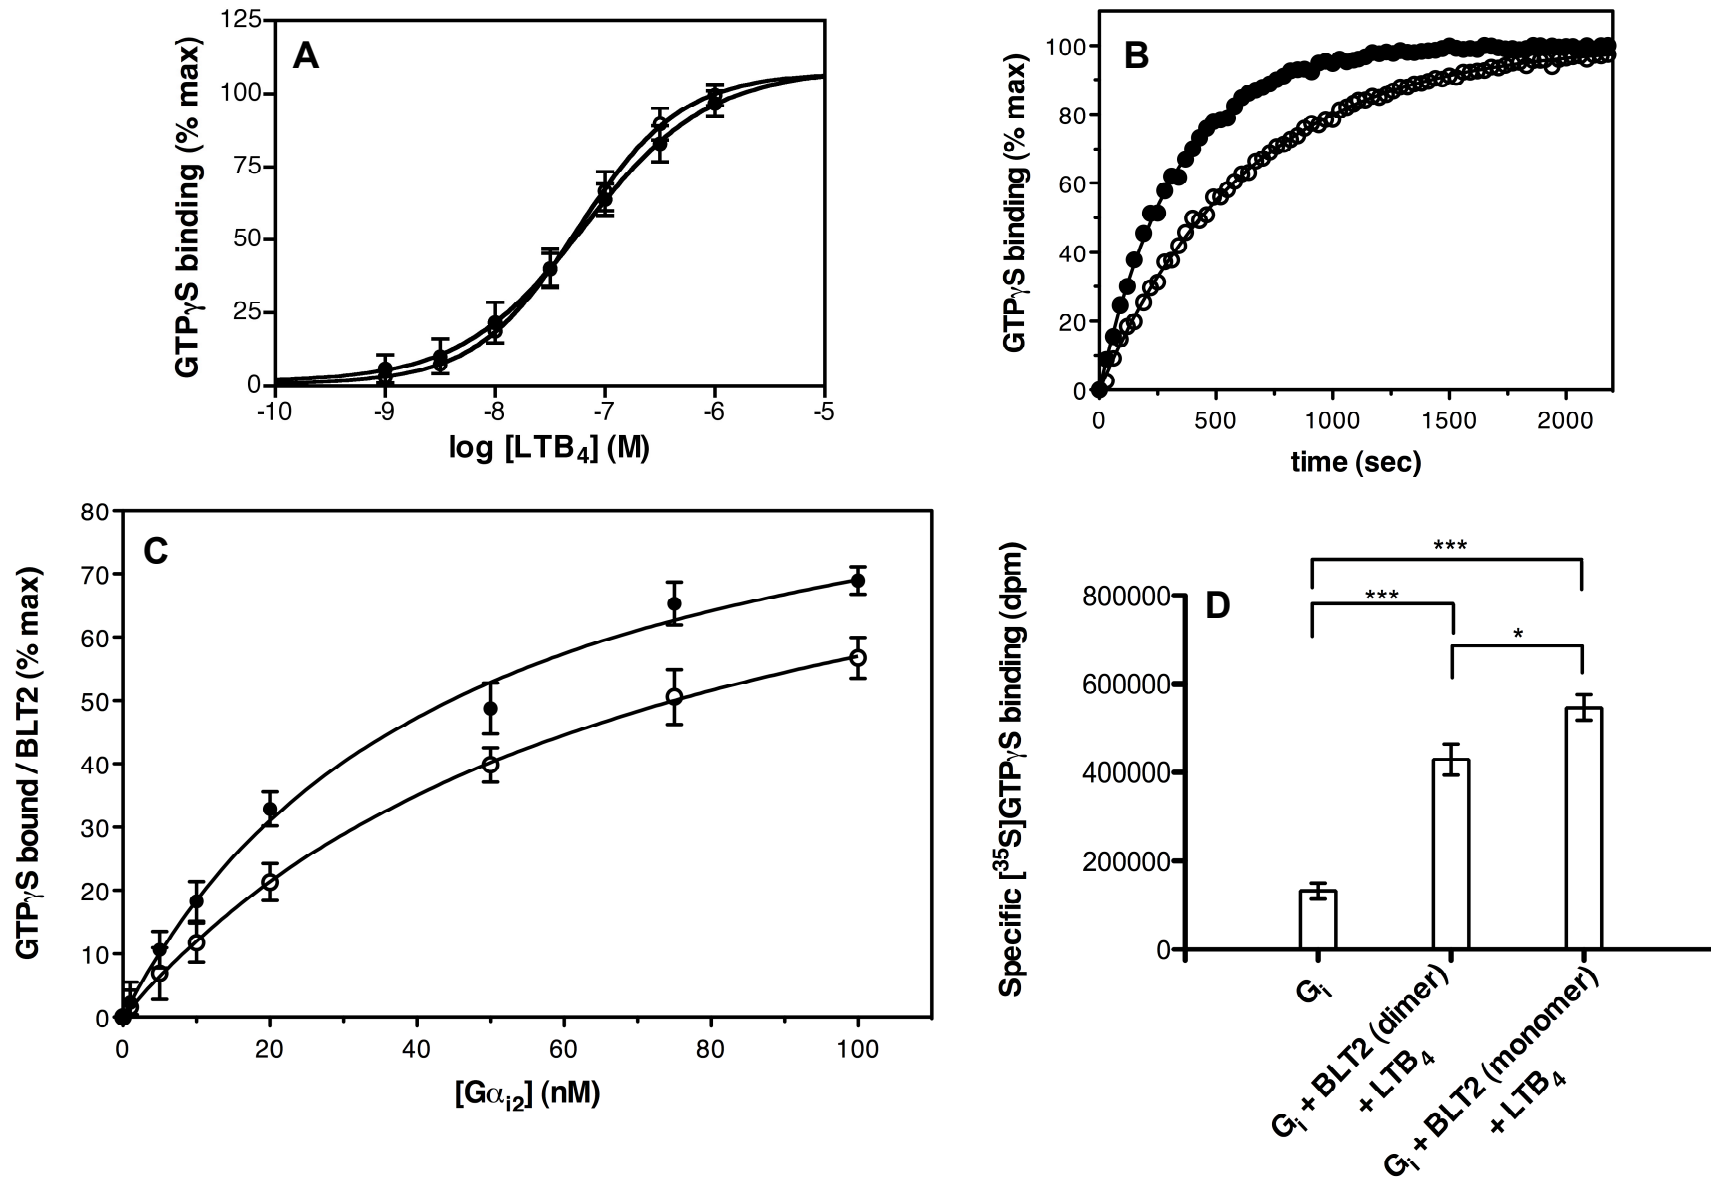 A
GTPγS binding (% max)
125
100
75
50
25
0
-10 -9 -8 -7 -6 -5
log [LTB4] (M)
B
GTPγS binding (% max)
100
80
60
40
20
0
0 500 1000 1500 2000
time (sec)
C
GTPγS bound / BLT2 (% max)
80
70
60
50
40
30
20
10
0
0 20 40 60 80 100
[Gαi2] (nM)
D
Specific [35S]GTPγS binding (dpm)
***
***
*
800000
600000
400000
200000
0
Gi
Gi + BLT2 (dimer)
+ LTB4
Gi + BLT2 (monomer)
+ LTB4